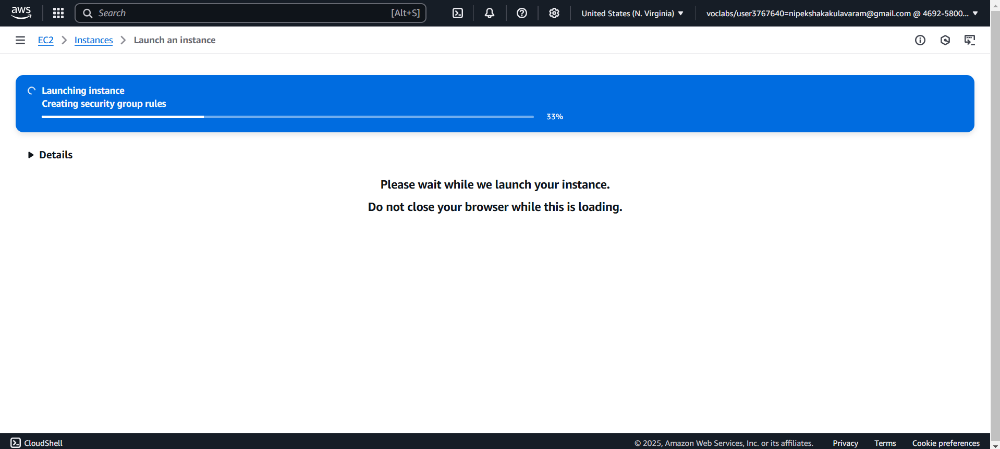 aws
Search [Alt+S]
United States (N. Virginia)
voclabs/user3767640=nipekshakakulavaram@gmail.com @ 4692-5800...
EC2 Instances Launch an instance
Launching instance
Creating security group rules
33%
Details
Please wait while we launch your instance.
Do not close your browser while this is loading.
CloudShell
© 2025, Amazon Web Services, Inc. or its affiliates. Privacy Terms Cookie preferences